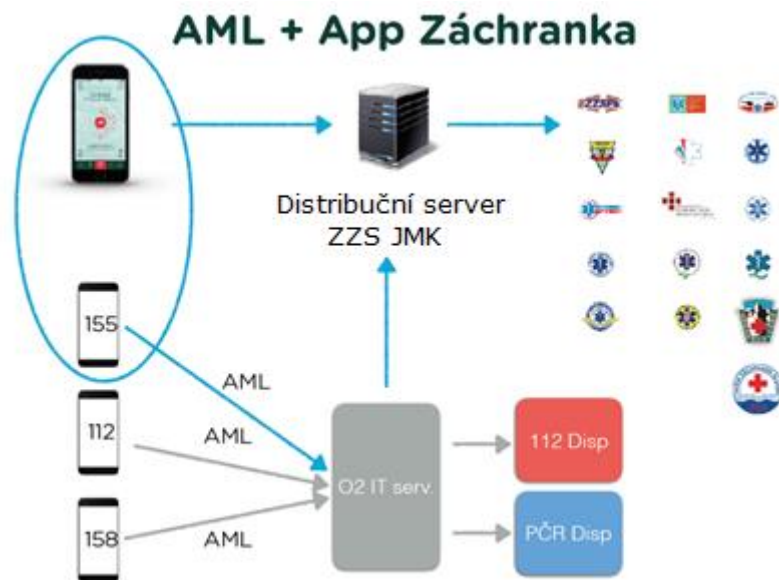 AML + App Záchranka
Distribuční server
ZZS JMK
155
AML
112
AML
O2 IT serv.
112 Disp
158
AML
PČR Disp